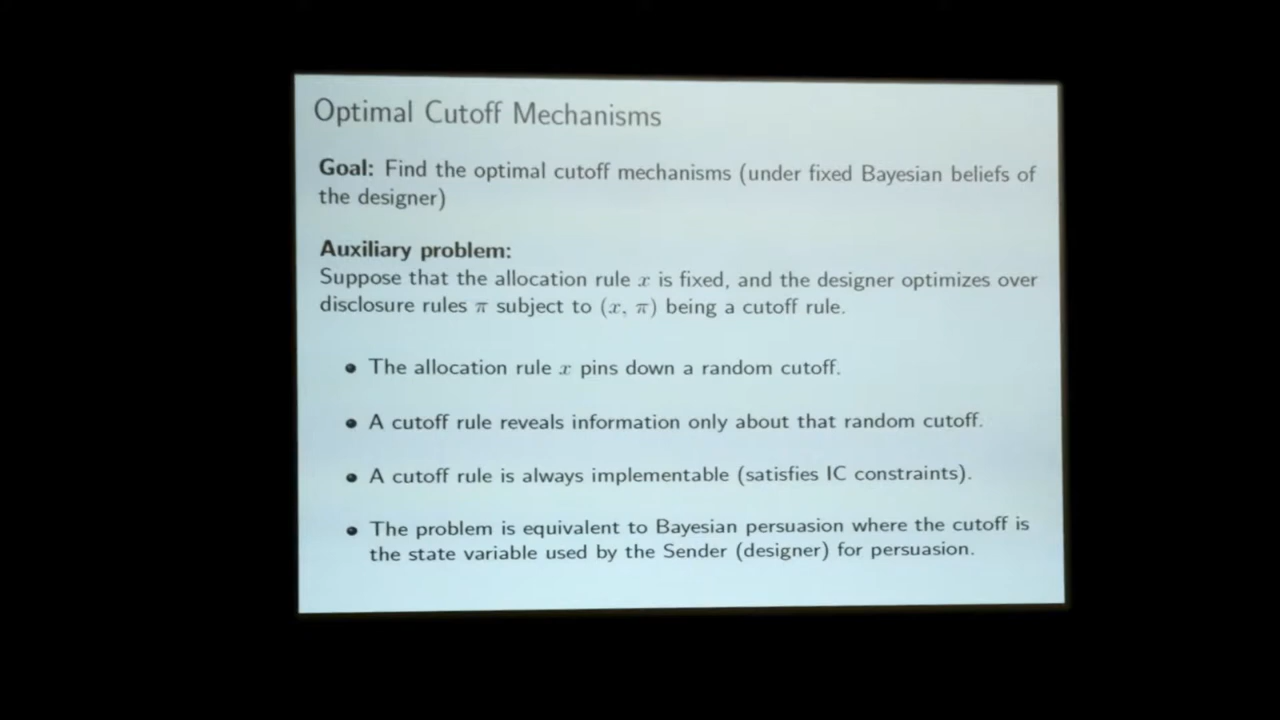 Optimal Cutoff Mechanisms
Goal: Find the optimal cutoff mechanisms (under fixed Bayesian beliefs of
the designer)
Auxiliary problem:
Suppose that the allocation rule x is fixed, and the designer optimizes over
disclosure rules π subject to (x, π) being a cutoff rule.
• The allocation rule x pins down a random cutoff.
• A cutoff rule reveals information only about that random cutoff.
• A cutoff rule is always implementable (satisfies IC constraints).
• The problem is equivalent to Bayesian persuasion where the cutoff is
the state variable used by the Sender (designer) for persuasion.